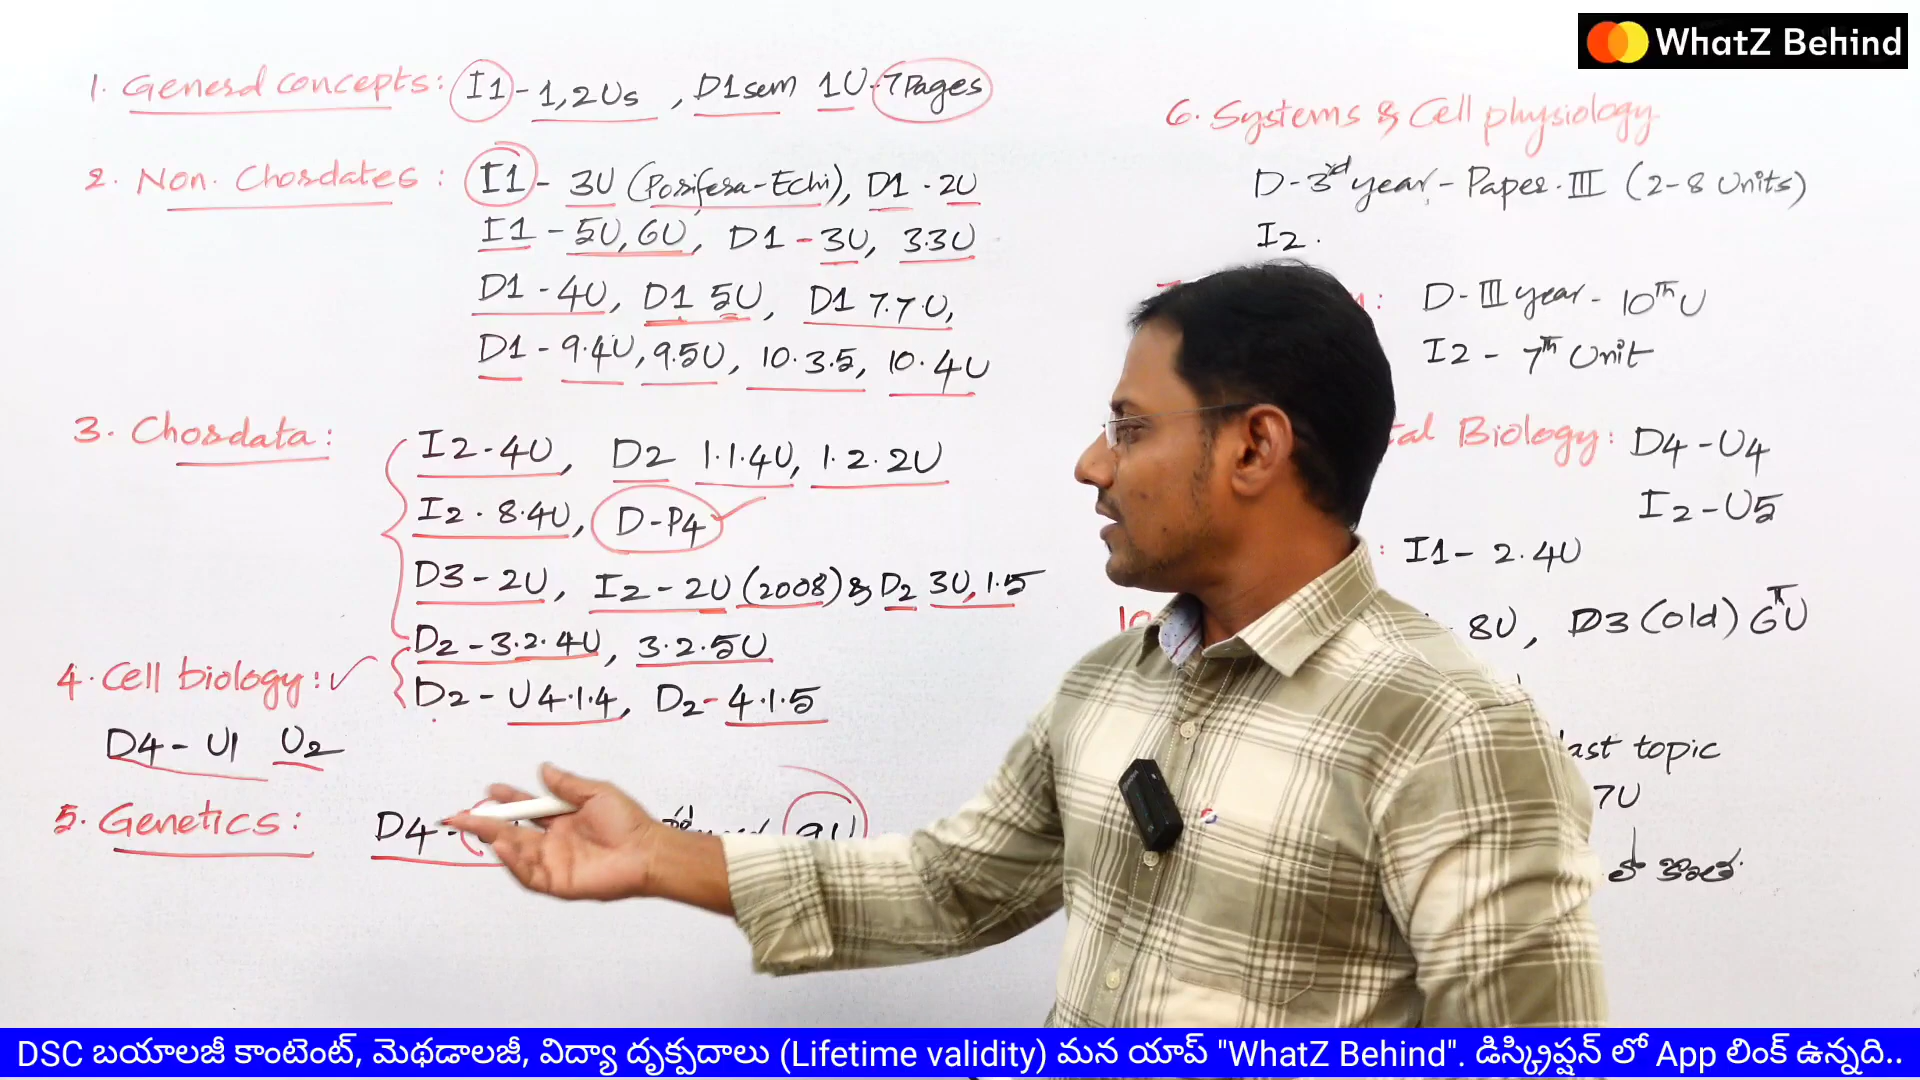 WhatZ Behind
1. General concepts: I1 - 1,2Us, D1sem 1U - 7Pages
2. Non. Chordates: I1 - 3U (Porifera-Echi), D1 - 2U
I1 - 5U, 6U, D1 - 3U, 3.3U
D1 - 4U, D1 5U, D1 7.7U,
D1 - 9.4U, 9.5U, 10.3.5, 10.4U
3. Chordata: I2 - 4U, D2 1.1.4U, 1.2.2U
I2 - 8.4U, D-P4
D3 - 2U, I2 - 2U (2008) & D2 3U, 1.5
D2 - 3.2.4U, 3.2.5U
D2 - U4.1.4, D2 - 4.1.5
4. Cell biology:
D4 - U1 U2
5. Genetics: D4 - 9U
6. Systems & Cell physiology
D - 3rd year - Paper - III (2-8 Units)
I2 .
: D - III year - 10th U
I2 - 7th Unit
Biology: D4 - U4
I2 - U5
: I1 - 2.4U
10
8U, D3 (old) 6U
last topic
7U
లో కొంత
DSC బయాలజీ కాంటెంట్, మెథడాలజీ, విద్యా దృక్పదాలు (Lifetime validity) మన యాప్ "WhatZ Behind". డిస్క్రిప్షన్ లో App లింక్ ఉన్నది..